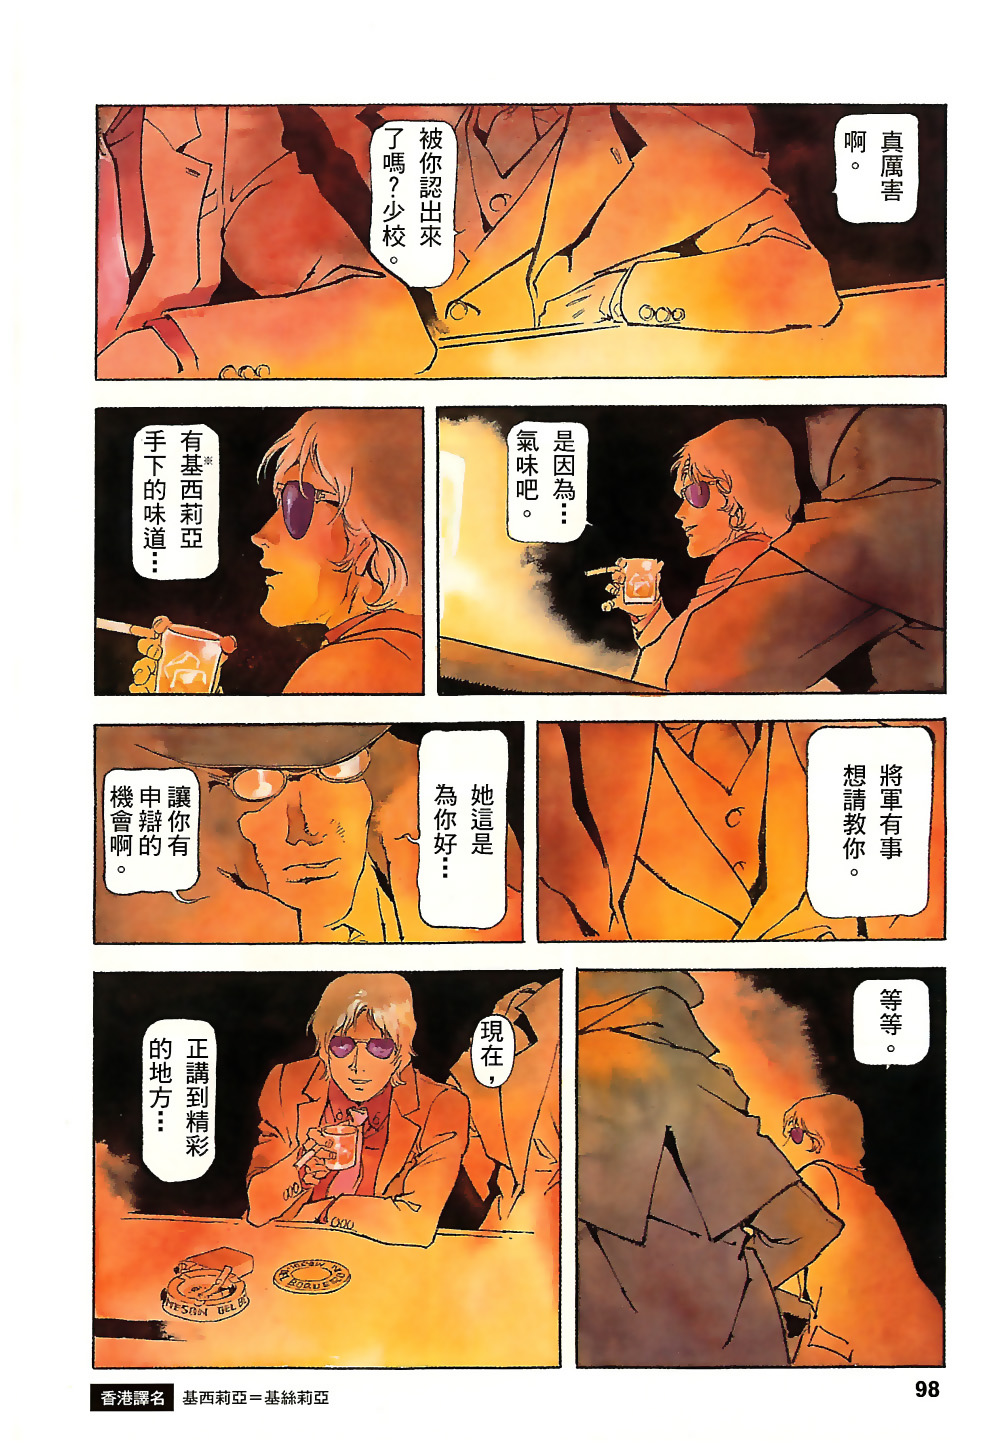 真厲害
啊。
被你認出來
了嗎？少校。
是因為…
氣味吧。
有※基西莉亞
手下的味道…
將軍有事
想請教你。
她這是
為你好…
讓你有
申辯的
機會啊。
等等。
現在，
正講到精彩
的地方…
MESON DEL BO
BOQUERO
香港譯名 基西莉亞＝基絲莉亞
98